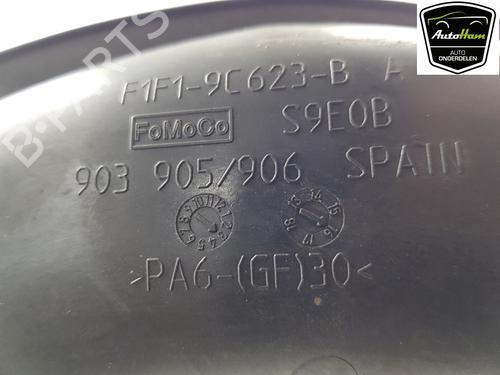 AutoHam
AUTO
ONDERDELEN
B-PARTS
F1F1-9C623-B A
FoMoCo S9E0B
903 905/906 SPAIN
>PA6-(GF)30<